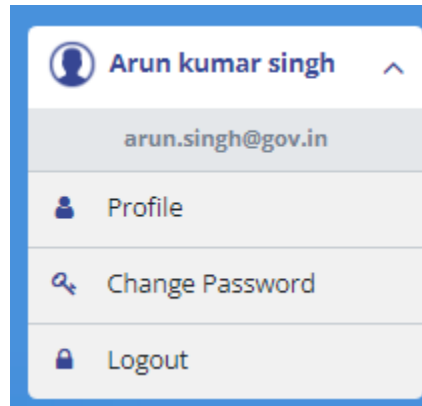 Arun kumar singh
arun.singh@gov.in
Profile
Change Password
Logout